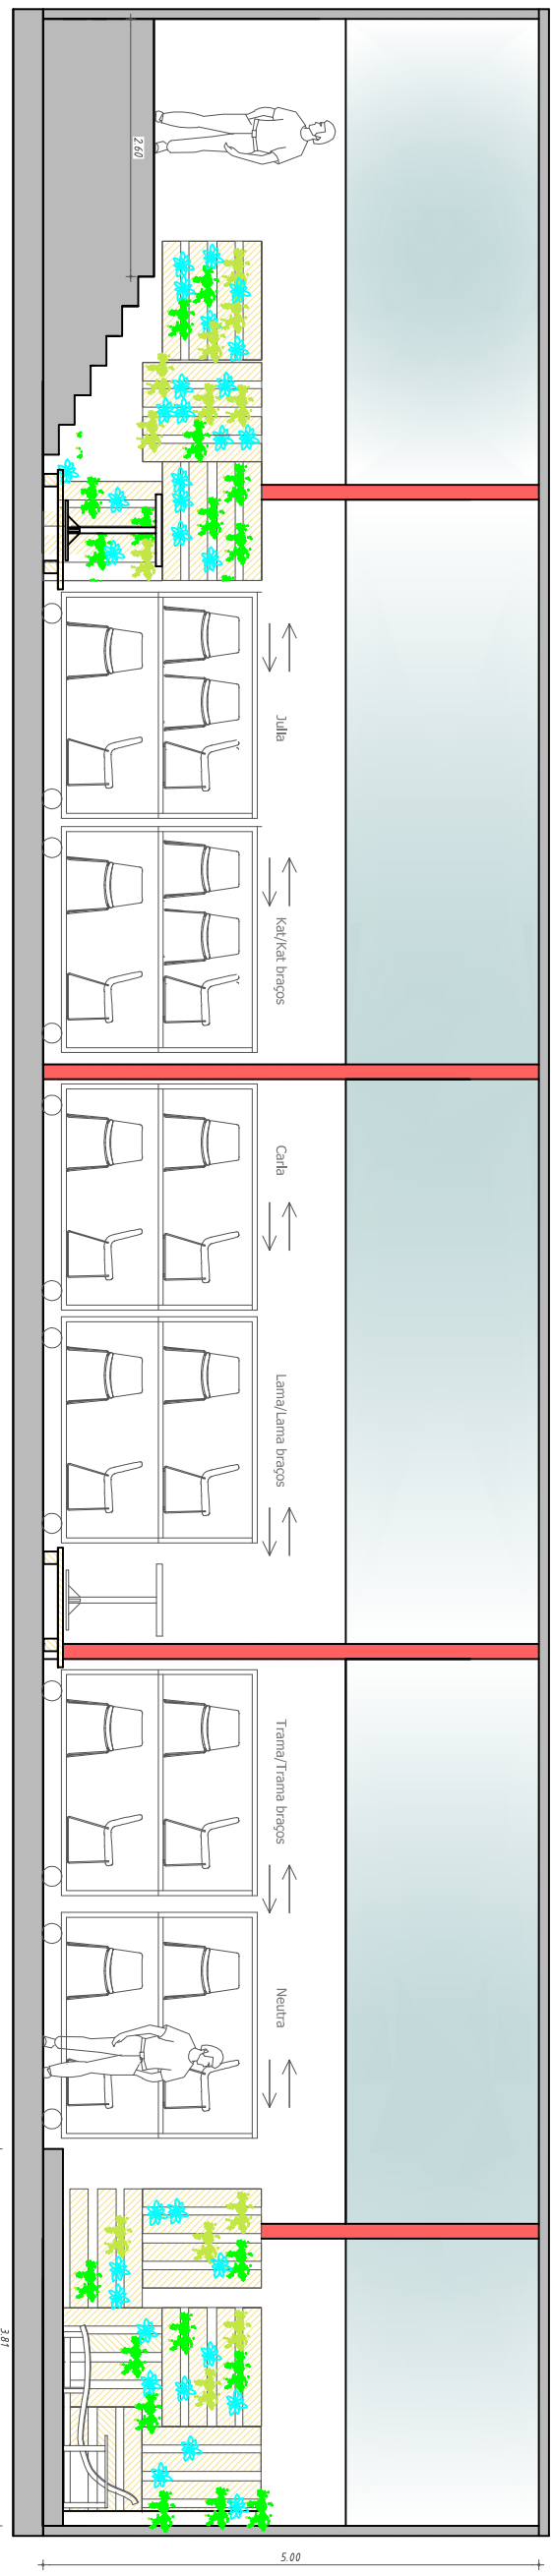 2.60
Julia
Kat/Kat braços
Carla
Lama/Lama braços
Trama/Trama braços
Neutra
3.81
5.00